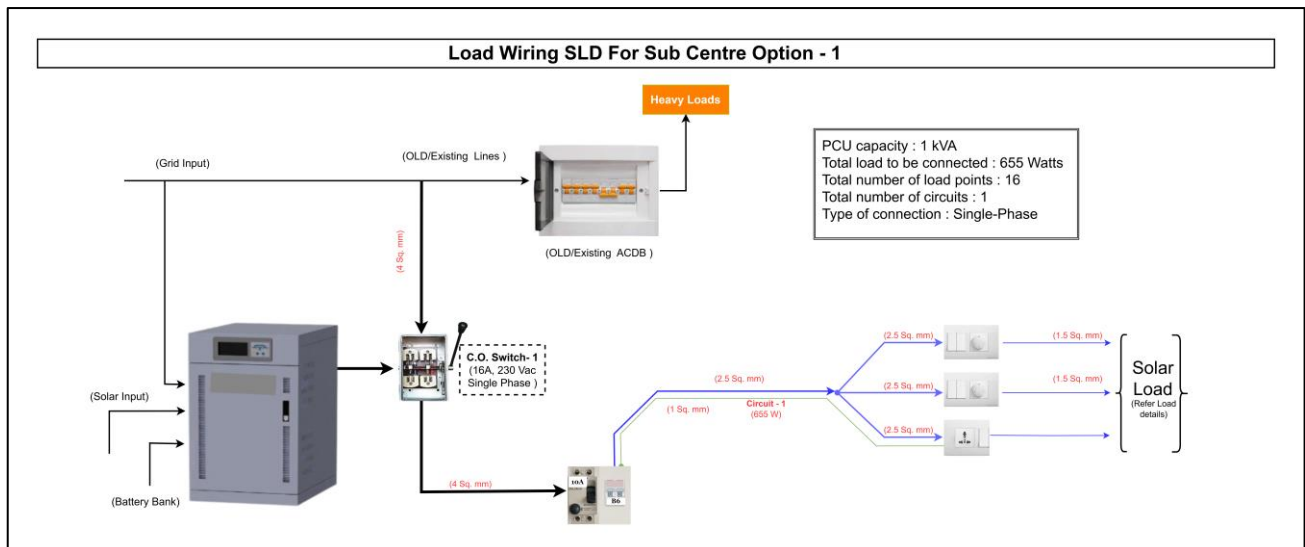 Load Wiring SLD For Sub Centre Option - 1
Heavy Loads
(Grid Input)
(OLD/Existing Lines )
PCU capacity : 1 kVA
Total load to be connected : 655 Watts
Total number of load points : 16
Total number of circuits : 1
Type of connection : Single-Phase
(OLD/Existing ACDB )
(4 Sq. mm)
C.O. Switch- 1
(16A, 230 Vac
Single Phase )
(Solar Input)
(Battery Bank)
(4 Sq. mm)
10A
B6
(2.5 Sq. mm)
(1 Sq. mm)
Circuit - 1
(655 W)
(2.5 Sq. mm)
(1.5 Sq. mm)
(2.5 Sq. mm)
(1.5 Sq. mm)
(2.5 Sq. mm)
Solar
Load
(Refer Load
details)